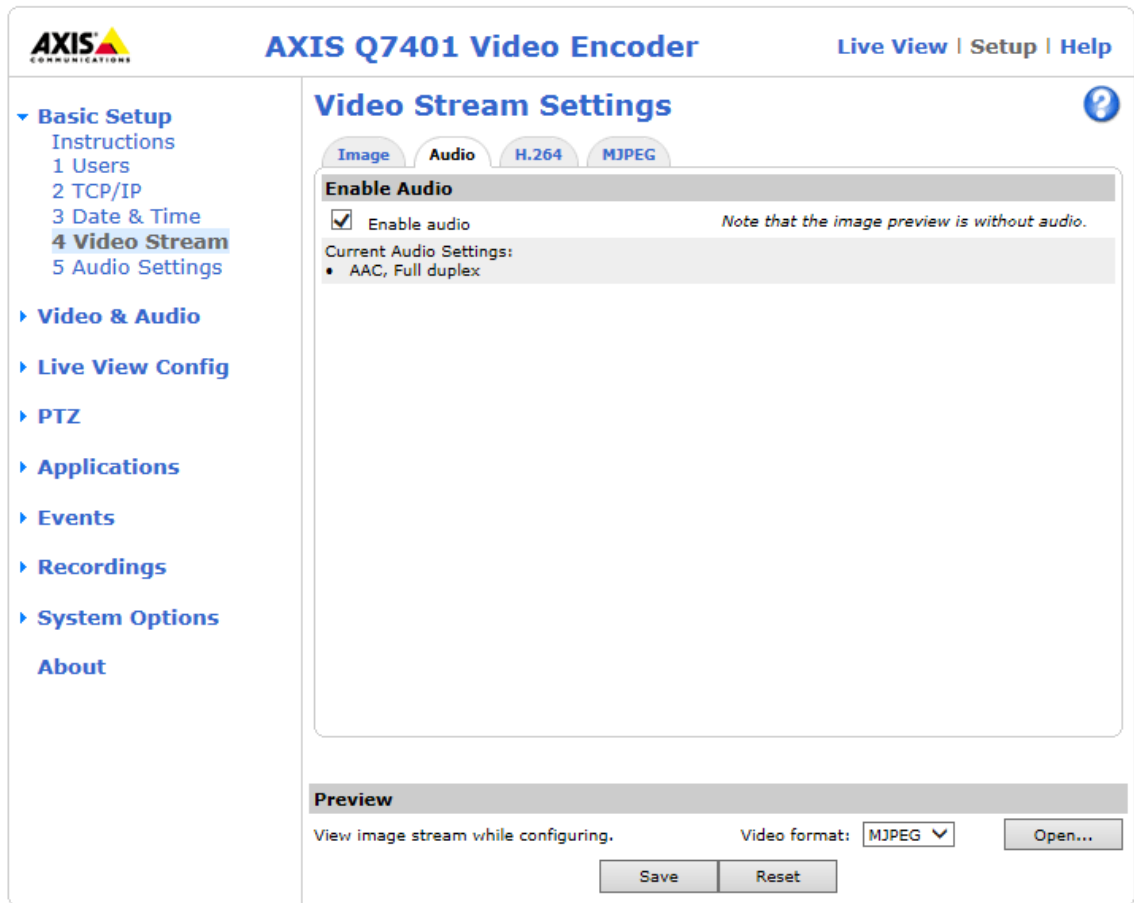 AXIS
COMMUNICATIONS
AXIS Q7401 Video Encoder
Live View | Setup | Help
Basic Setup
Instructions
1 Users
2 TCP/IP
3 Date & Time
4 Video Stream
5 Audio Settings
Video & Audio
Live View Config
PTZ
Applications
Events
Recordings
System Options
About
Video Stream Settings
?
Image Audio H.264 MJPEG
Enable Audio
Enable audio Note that the image preview is without audio.
Current Audio Settings:
• AAC, Full duplex
Preview
View image stream while configuring. Video format: MJPEG Open...
Save Reset